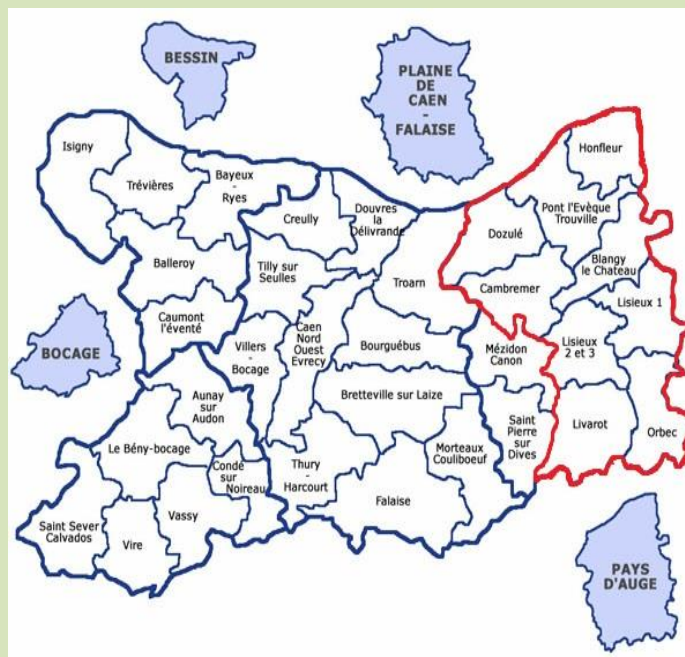 BESSIN
PLAINE
DE
CAEN
-
FALAISE
Isigny
Trévières
Bayeux
-
Ryes
Creully
Douvres
la
Délivrande
Honfleur
Pont l'Evèque
Trouville
Dozulé
Blangy
le Chateau
Balleroy
Tilly sur
Seulles
Troarn
Cambremer
Lisieux 1
Caumont
l'éventé
BOCAGE
Villers
-
Bocage
Caen
Nord
Ouest
Evrecy
Bourguébus
Mézidon
Canon
Lisieux
2 et 3
Aunay
sur
Audon
Bretteville sur Laize
Saint
Pierre
sur
Dives
Livarot
Orbec
Le Bény-bocage
Condé
sur
Noireau
Thury
-
Harcourt
Morteaux
Couliboeuf
Falaise
Saint Sever
Calvados
Vire
Vassy
PAYS
D'AUGE